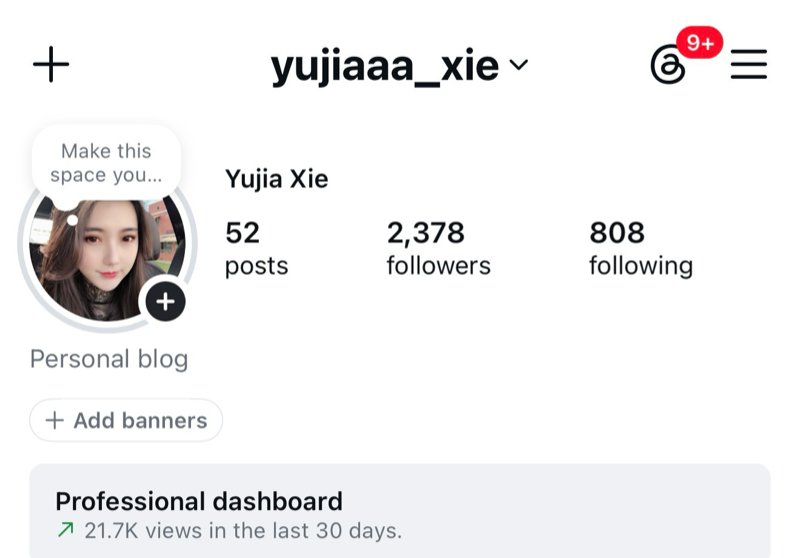 yujiaaa_xie
9+
Make this
space you...
Yujia Xie
52
posts
2,378
followers
808
following
Personal blog
+ Add banners
Professional dashboard
21.7K views in the last 30 days.